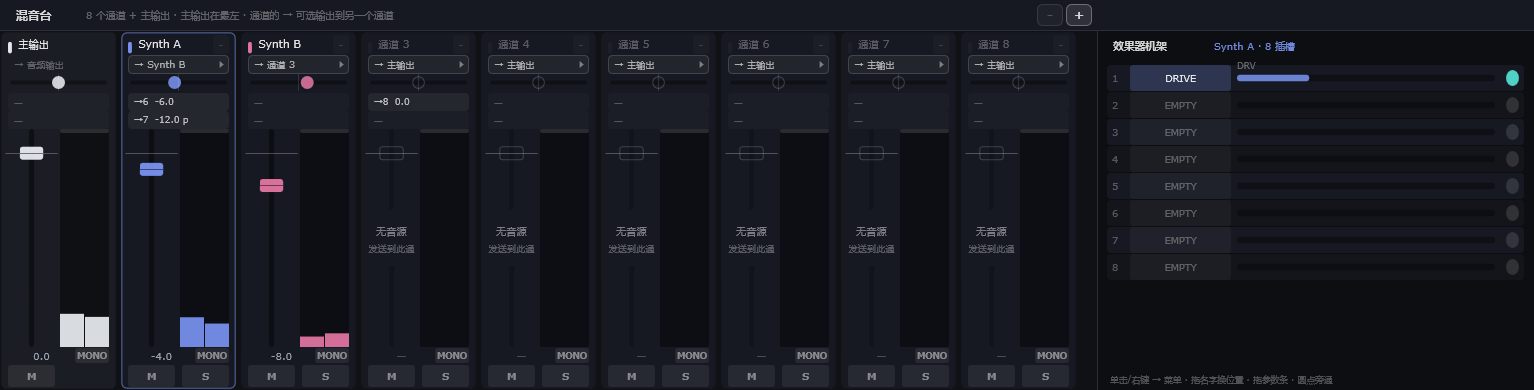 混音台
8 个通道 + 主输出 · 主输出在最左 · 通道的 → 可选输出到另一个通道
-
+
主输出
→ 音频输出
—
—
0.0
MONO
M
Synth A
-
→ Synth B
→6 -6.0
→7 -12.0 p
-4.0
MONO
M S
Synth B
-
→ 通道 3
—
—
-8.0
MONO
M S
通道 3
-
→ 主输出
→8 0.0
—
无音源
发送到此通
—
MONO
M S
通道 4
-
→ 主输出
—
—
无音源
发送到此通
—
MONO
M S
通道 5
-
→ 主输出
—
—
无音源
发送到此通
—
MONO
M S
通道 6
-
→ 主输出
—
—
无音源
发送到此通
—
MONO
M S
通道 7
-
→ 主输出
—
—
无音源
发送到此通
—
MONO
M S
通道 8
-
→ 主输出
—
—
无音源
发送到此通
—
MONO
M S
效果器机架
Synth A · 8 插槽
DRV
1 DRIVE
2 EMPTY
3 EMPTY
4 EMPTY
5 EMPTY
6 EMPTY
7 EMPTY
8 EMPTY
单击/右键 → 菜单 · 拖名字换位置 · 拖参数条 · 圆点旁通